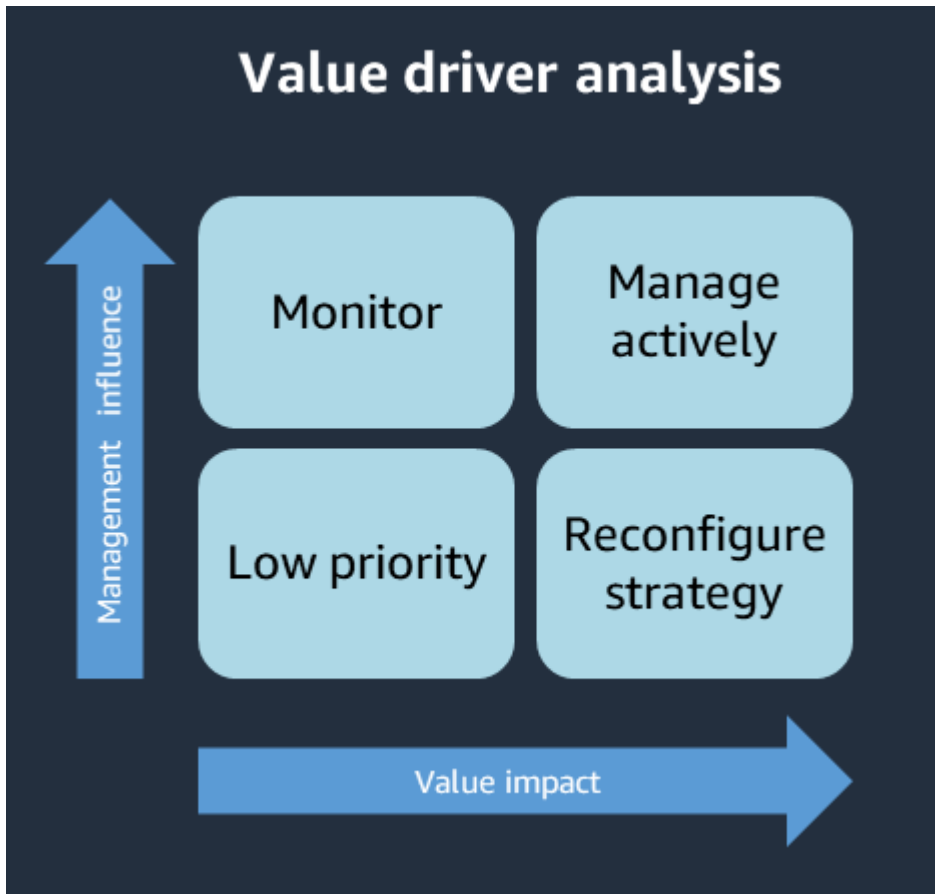 Value driver analysis
Monitor
Manage
actively
Management influence
Low priority
Reconfigure
strategy
Value impact